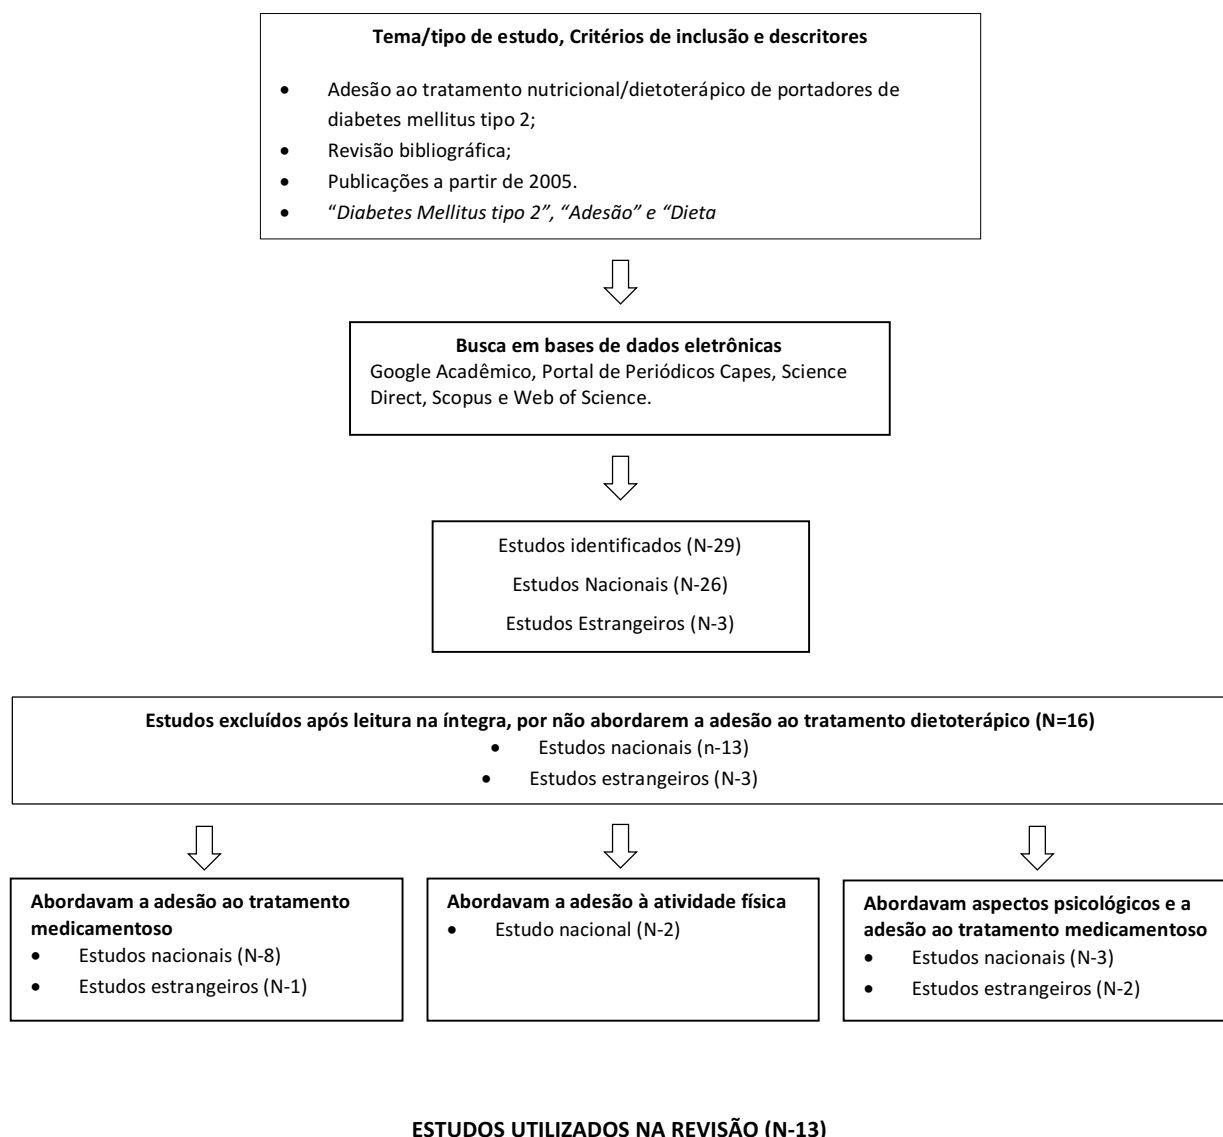 Tema/tipo de estudo, Critérios de inclusão e descritores
• Adesão ao tratamento nutricional/dietoterápico de portadores de
diabetes mellitus tipo 2;
• Revisão bibliográfica;
• Publicações a partir de 2005.
• “Diabetes Mellitus tipo 2”, “Adesão” e “Dieta
Busca em bases de dados eletrônicas
Google Acadêmico, Portal de Periódicos Capes, Science
Direct, Scopus e Web of Science.
Estudos identificados (N-29)
Estudos Nacionais (N-26)
Estudos Estrangeiros (N-3)
Estudos excluídos após leitura na íntegra, por não abordarem a adesão ao tratamento dietoterápico (N=16)
• Estudos nacionais (n-13)
• Estudos estrangeiros (N-3)
Abordavam a adesão ao tratamento
medicamentoso
• Estudos nacionais (N-8)
• Estudos estrangeiros (N-1)
Abordavam a adesão à atividade física
• Estudo nacional (N-2)
Abordavam aspectos psicológicos e a
adesão ao tratamento medicamentoso
• Estudos nacionais (N-3)
• Estudos estrangeiros (N-2)
ESTUDOS UTILIZADOS NA REVISÃO (N-13)